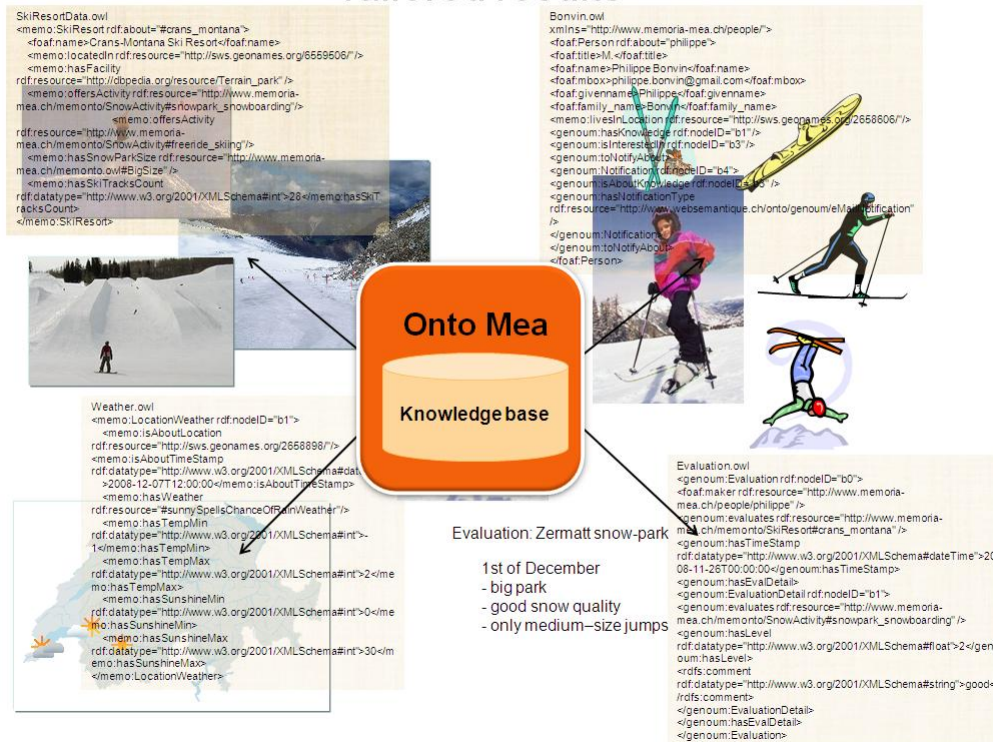 SkiResortData.owl
<memo:SkiResort rdf:about="#crans_montana">
<foaf:name>Crans-Montana Ski Resort</foaf:name>
<memo:locatedIn rdf:resource="http://sws.geonames.org/6559506/" />
<memo:hasFacility
rdf:resource="http://dbpedia.org/resource/Terrain_park" />
<memo:offersActivity rdf:resource="http://www.memoria-
mea.ch/memonto/SnowActivity#snowpark_snowboarding"/>
<memo:offersActivity
rdf:resource="http://www.memoria-
mea.ch/memonto/SnowActivity#freeride_skiing"/>
<memo:hasSnowParkSize rdf:resource="http://www.memoria-
mea.ch/memonto.owl#BigSize" />
<memo:hasSkiTracksCount
rdf:datatype="http://www.w3.org/2001/XMLSchema#int">28</memo:hasSkiT
racksCount>
</memo:SkiResort>
Bonvin.owl
xmlns="http://www.memoria-mea.ch/people/">
<foaf:Person rdf:about="philippe">
<foaf:title>M.</foaf:title>
<foaf:name>Philippe Bonvin</foaf:name>
<foaf:mbox>philippe.bonvin@gmail.com</foaf:mbox>
<foaf:givenname>Philippe</foaf:givenname>
<foaf:family_name>Bonvin</foaf:family_name>
<memo:livesInLocation rdf:resource="http://sws.geonames.org/2658606/"/>
<genoum:hasKnowledge rdf:nodeID="b1"/>
<genoum:isInterestedIn rdf:nodeID="b3"/>
<genoum:toNotifyAbout>
<genoum:Notification rdf:nodeID="b4">
<genoum:isAboutKnowledge rdf:nodeID="b5" />
<genoum:hasNotificationType
rdf:resource="http://www.websemantique.ch/onto/genoum/eMailNotification"
/>
</genoum:Notification>
</genoum:toNotifyAbout>
</foaf:Person>
Onto Mea
Knowledge base
Weather.owl
<memo:LocationWeather rdf:nodeID="b1">
<memo:isAboutLocation
rdf:resource="http://sws.geonames.org/2658898/"/>
<memo:isAboutTimeStamp
rdf:datatype="http://www.w3.org/2001/XMLSchema#date
>2008-12-07T12:00:00</memo:isAboutTimeStamp>
<memo:hasWeather
rdf:resource="#sunnySpellsChanceOfRainWeather"/>
<memo:hasTempMin
rdf:datatype="http://www.w3.org/2001/XMLSchema#int">-
1</memo:hasTempMin>
<memo:hasTempMax
rdf:datatype="http://www.w3.org/2001/XMLSchema#int">2</me
mo:hasTempMax>
<memo:hasSunshineMin
rdf:datatype="http://www.w3.org/2001/XMLSchema#int">0</me
mo:hasSunshineMin>
<memo:hasSunshineMax
rdf:datatype="http://www.w3.org/2001/XMLSchema#int">30</m
emo:hasSunshineMax>
</memo:LocationWeather>
Evaluation: Zermatt snow-park
1st of December
- big park
- good snow quality
- only medium–size jumps
Evaluation.owl
<genoum:Evaluation rdf:nodeID="b0">
<foaf:maker rdf:resource="http://www.memoria-
mea.ch/people/philippe" />
<genoum:evaluates rdf:resource="http://www.memoria-
mea.ch/memonto/SkiResort#crans_montana" />
<genoum:hasTimeStamp
rdf:datatype="http://www.w3.org/2001/XMLSchema#dateTime">20
08-11-26T00:00:00</genoum:hasTimeStamp>
<genoum:hasEvalDetail>
<genoum:EvaluationDetail rdf:nodeID="b1">
<genoum:evaluates rdf:resource="http://www.memoria-
mea.ch/memonto/SnowActivity#snowpark_snowboarding" />
<genoum:hasLevel
rdf:datatype="http://www.w3.org/2001/XMLSchema#float">2</gen
oum:hasLevel>
<rdfs:comment
rdf:datatype="http://www.w3.org/2001/XMLSchema#string">good<
/rdfs:comment>
</genoum:EvaluationDetail>
</genoum:hasEvalDetail>
</genoum:Evaluation>